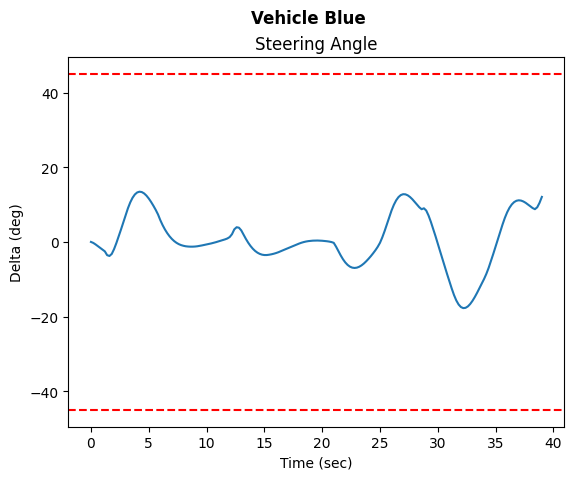 Vehicle Blue
Steering Angle
Delta (deg)
40
20
0
−20
−40
0 5 10 15 20 25 30 35 40
Time (sec)